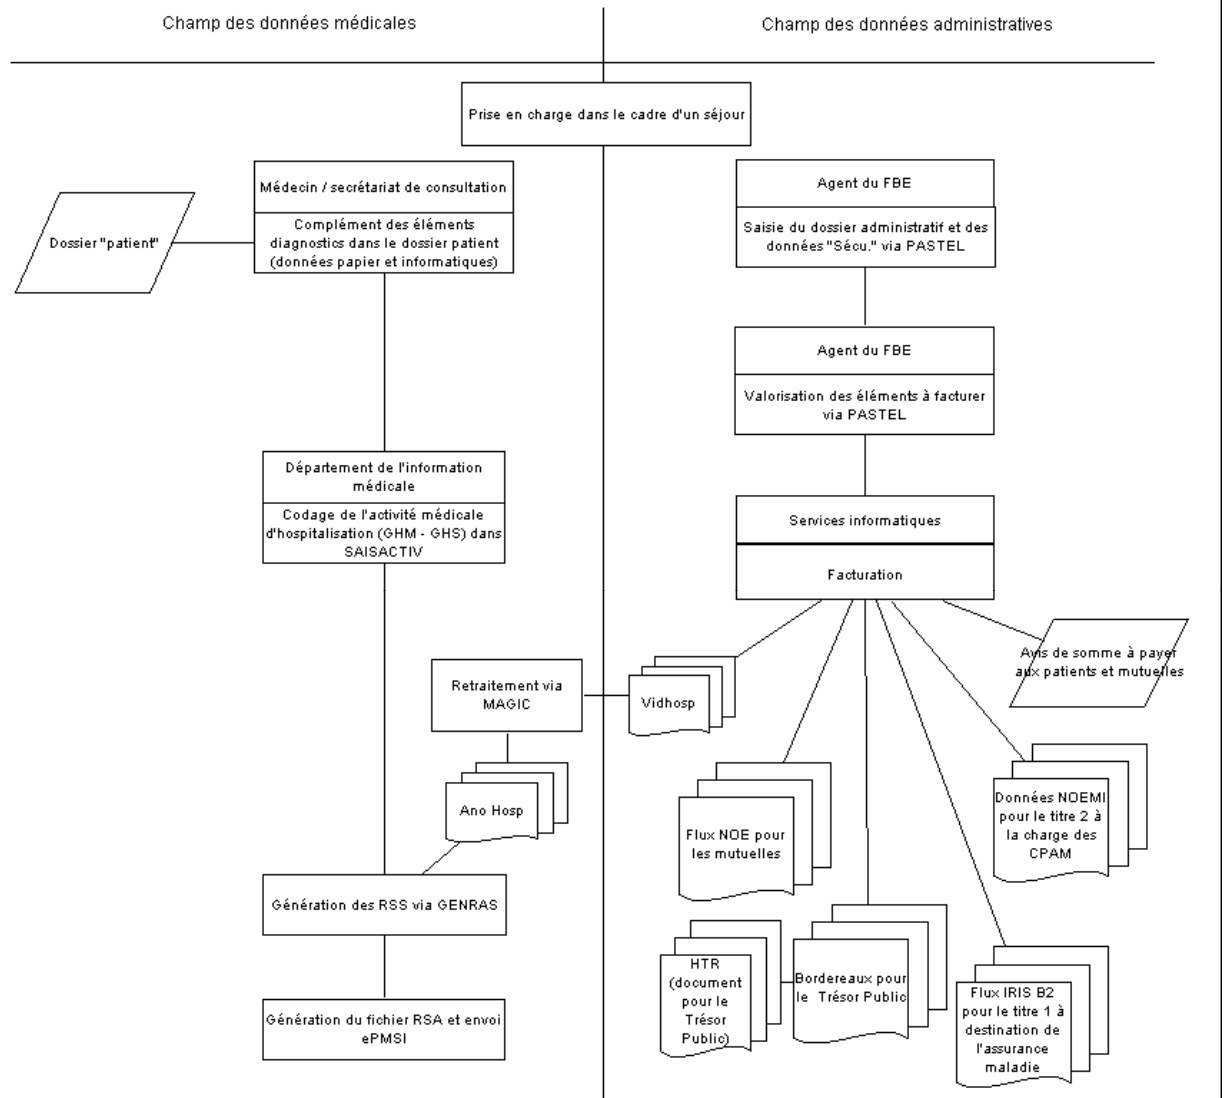 Champ des données médicales
Champ des données administratives
Prise en charge dans le cadre d'un séjour
Médecin / secrétariat de consultation
Complément des éléments
diagnostics dans le dossier patient
(données papier et informatiques)
Dossier "patient"
Agent du FBE
Saisie du dossier administratif et des
données "Sécu." via PASTEL
Agent du FBE
Valorisation des éléments à facturer
via PASTEL
Département de l'information
médicale
Codage de l'activité médicale
d'hospitalisation (GHM - GHS) dans
SAISACTIV
Services informatiques
Facturation
Avis de somme à payer
aux patients et mutuelles
Retraitement via
MAGIC
Vidhosp
Ano Hosp
Flux NOE pour
les mutuelles
Données NOEMI
pour le titre 2 à
la charge des
CPAM
Génération des RSS via GENRAS
HTR
(document
pour le
Trésor
Public)
Bordereaux pour
le Trésor Public
Flux IRIS B2
pour le titre 1 à
destination de
l'assurance
maladie
Génération du fichier RSA et envoi
ePMSI